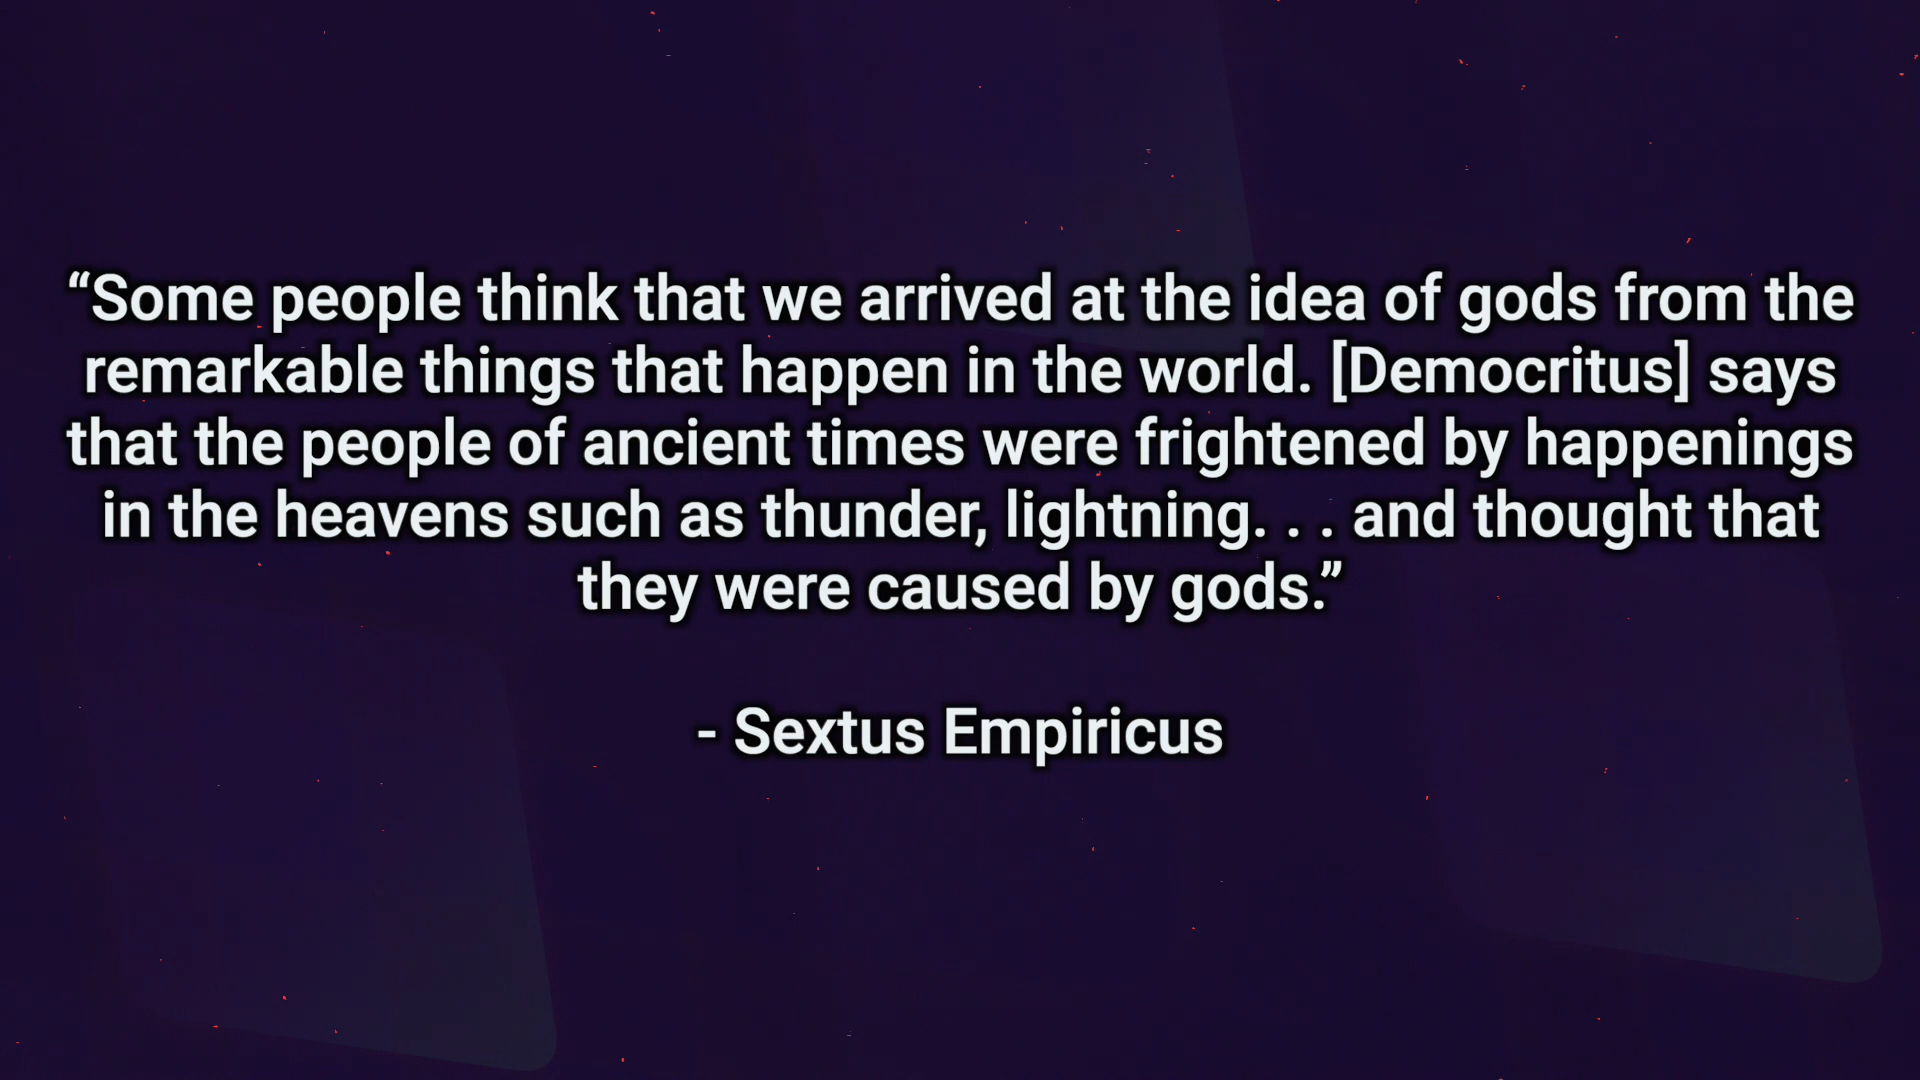 “Some people think that we arrived at the idea of gods from the
remarkable things that happen in the world. [Democritus] says
that the people of ancient times were frightened by happenings
in the heavens such as thunder, lightning. . . and thought that
they were caused by gods.”
- Sextus Empiricus